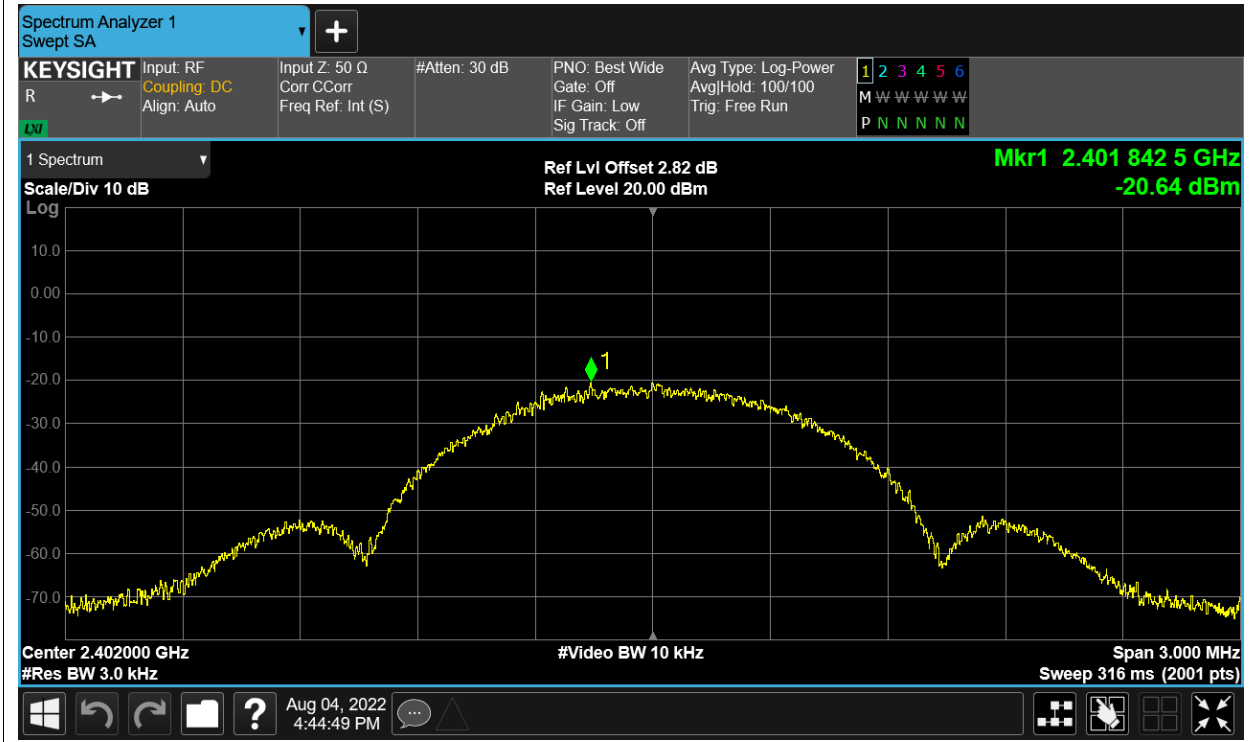 Spectrum Analyzer 1
Swept SA
KEYSIGHT
R
LXI
Input: RF
Coupling: DC
Align: Auto
Input Z: 50 Ω
Corr CCorr
Freq Ref: Int (S)
#Atten: 30 dB
PNO: Best Wide
Gate: Off
IF Gain: Low
Sig Track: Off
Avg Type: Log-Power
Avg|Hold: 100/100
Trig: Free Run
1 2 3 4 5 6
M W W W W W
P N N N N N
1 Spectrum
Scale/Div 10 dB
Log
Ref Lvl Offset 2.82 dB
Ref Level 20.00 dBm
Mkr1 2.401 842 5 GHz
-20.64 dBm
10.0
0.00
-10.0
1
-20.0
-30.0
-40.0
-50.0
-60.0
-70.0
Center 2.402000 GHz
#Video BW 10 kHz
Span 3.000 MHz
#Res BW 3.0 kHz
Sweep 316 ms (2001 pts)
?
Aug 04, 2022
4:44:49 PM